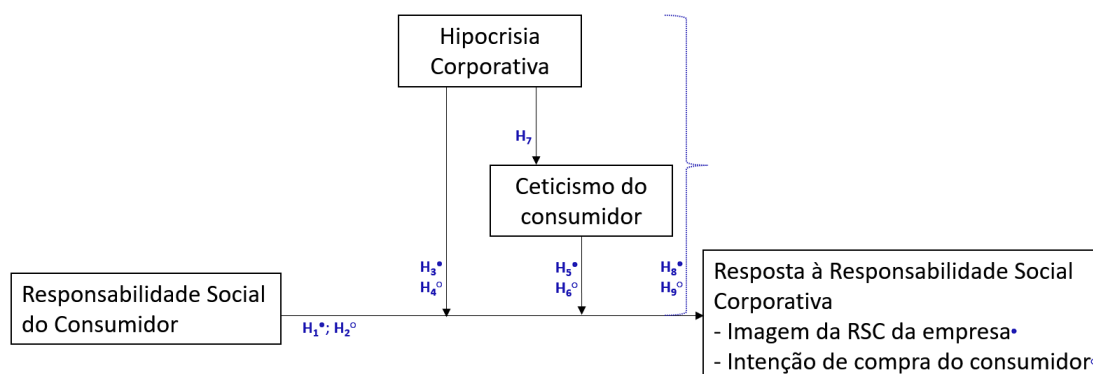 Hipocrisia
Corporativa
H₇
Ceticismo do
consumidor
H₃•
H₄○
H₅•
H₆○
H₈•
H₉○
Responsabilidade Social
do Consumidor
H₁•; H₂○
Resposta à Responsabilidade Social
Corporativa
- Imagem da RSC da empresa•
- Intenção de compra do consumidor○